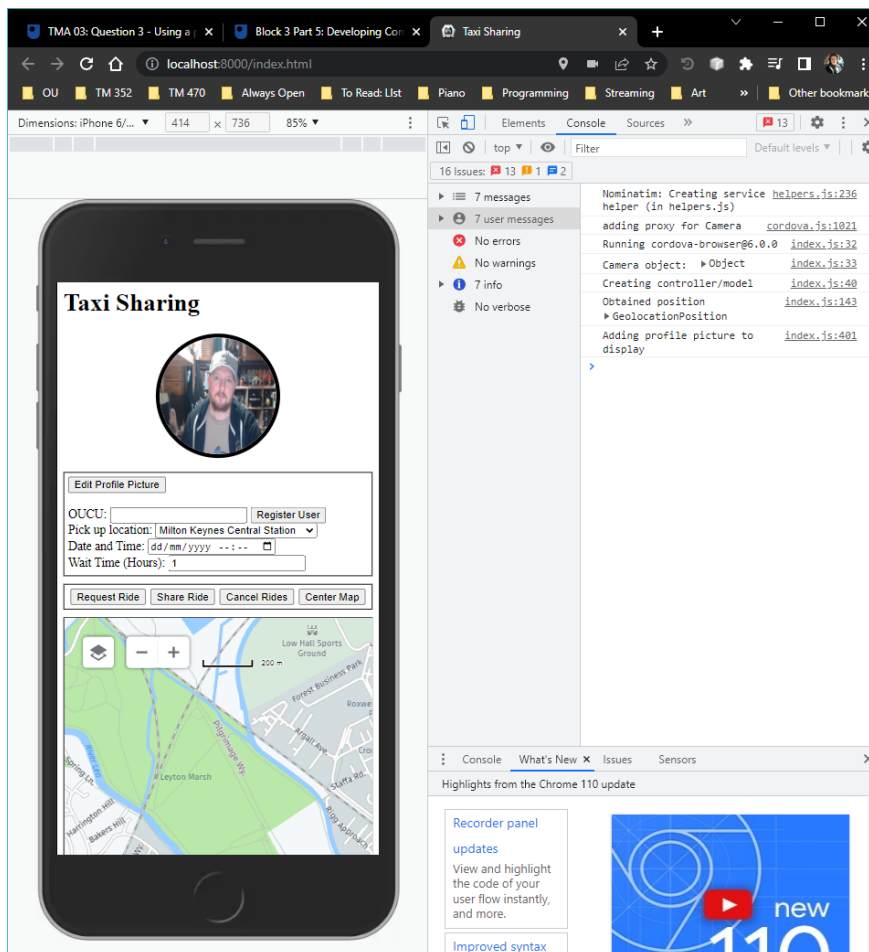 TMA 03: Question 3 - Using a p
Block 3 Part 5: Developing Cor
Taxi Sharing
localhost:8000/index.html
OU
TM 352
TM 470
Always Open
To Read: LIst
Piano
Programming
Streaming
Art
»
Other bookmark
Dimensions: iPhone 6/... ▼ 414 × 736 85% ▼
Elements Console Sources » 13
top ▼ Filter Default levels ▼
16 Issues: 13 1 2
7 messages
7 user messages
No errors
No warnings
7 info
No verbose
Nominatim: Creating service helpers.js:236
helper (in helpers.js)
adding proxy for Camera cordova.js:1021
Running cordova-browser@6.0.0 index.js:32
Camera object: ▶Object index.js:33
Creating controller/model index.js:40
Obtained position index.js:143
▶GeolocationPosition
Adding profile picture to index.js:401
display
Taxi Sharing
Edit Profile Picture
OUCU: Register User
Pick up location: Milton Keynes Central Station
Date and Time: dd/mm/yyyy --:--
Wait Time (Hours): 1
Request Ride Share Ride Cancel Rides Center Map
− + 200 m
Low Hall Sports
Ground
Forest Business Park
Roxwe
Argall Ave.
Cro
Pilgrimage Wy.
Staffa Rd.
Rigg Approach
River Lea
Leyton Marsh
Spring Ln.
Harrington Hill
Bakers Hill
Console What's New × Issues Sensors
Highlights from the Chrome 110 update
Recorder panel
updates
View and highlight
the code of your
user flow instantly,
and more.
Improved syntax
new
110